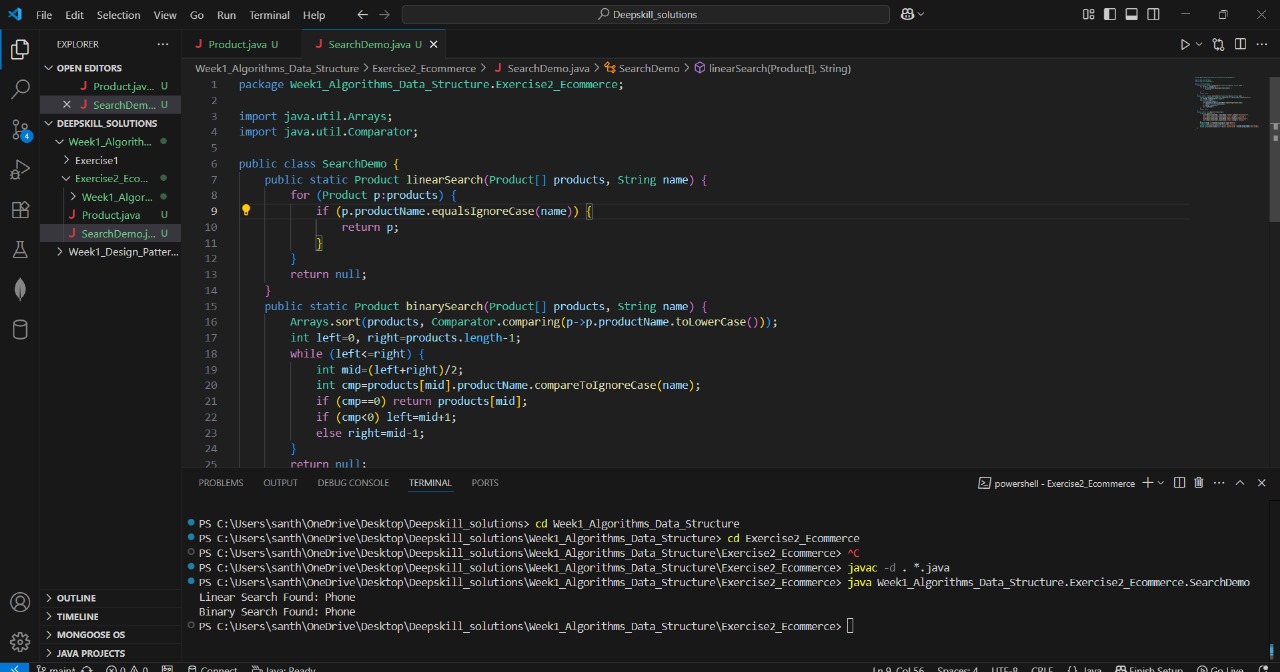 File Edit Selection View Go Run Terminal Help
Deepskill_solutions
EXPLORER
OPEN EDITORS
Product.jav... U
SearchDem... U
DEEPSKILL_SOLUTIONS
Week1_Algorith...
Exercise1
Exercise2_Eco...
Week1_Algor...
Product.java U
SearchDemo.j... U
Week1_Design_Patter...
OUTLINE
TIMELINE
MONGOOSE OS
JAVA PROJECTS
4
Product.java U SearchDemo.java U
Week1_Algorithms_Data_Structure > Exercise2_Ecommerce > SearchDemo.java > SearchDemo > linearSearch(Product[], String)
1 package Week1_Algorithms_Data_Structure.Exercise2_Ecommerce;
2
3 import java.util.Arrays;
4 import java.util.Comparator;
5
6 public class SearchDemo {
7 public static Product linearSearch(Product[] products, String name) {
8 for (Product p:products) {
9 if (p.productName.equalsIgnoreCase(name)) {
10 return p;
11 }
12 }
13 return null;
14 }
15 public static Product binarySearch(Product[] products, String name) {
16 Arrays.sort(products, Comparator.comparing(p->p.productName.toLowerCase()));
17 int left=0, right=products.length-1;
18 while (left<=right) {
19 int mid=(left+right)/2;
20 int cmp=products[mid].productName.compareToIgnoreCase(name);
21 if (cmp==0) return products[mid];
22 if (cmp<0) left=mid+1;
23 else right=mid-1;
24 }
25 return null;
PROBLEMS OUTPUT DEBUG CONSOLE TERMINAL PORTS
powershell - Exercise2_Ecommerce
PS C:\Users\santh\OneDrive\Desktop\Deepskill_solutions> cd Week1_Algorithms_Data_Structure
PS C:\Users\santh\OneDrive\Desktop\Deepskill_solutions\Week1_Algorithms_Data_Structure> cd Exercise2_Ecommerce
PS C:\Users\santh\OneDrive\Desktop\Deepskill_solutions\Week1_Algorithms_Data_Structure\Exercise2_Ecommerce> ^C
PS C:\Users\santh\OneDrive\Desktop\Deepskill_solutions\Week1_Algorithms_Data_Structure\Exercise2_Ecommerce> javac -d . *.java
PS C:\Users\santh\OneDrive\Desktop\Deepskill_solutions\Week1_Algorithms_Data_Structure\Exercise2_Ecommerce> java Week1_Algorithms_Data_Structure.Exercise2_Ecommerce.SearchDemo
Linear Search Found: Phone
Binary Search Found: Phone
PS C:\Users\santh\OneDrive\Desktop\Deepskill_solutions\Week1_Algorithms_Data_Structure\Exercise2_Ecommerce>
0 0 Connect Java: Ready Ln 9, Col 56 Spaces: 4 UTF-8 CRLF {} Java Finish Setup Go Live